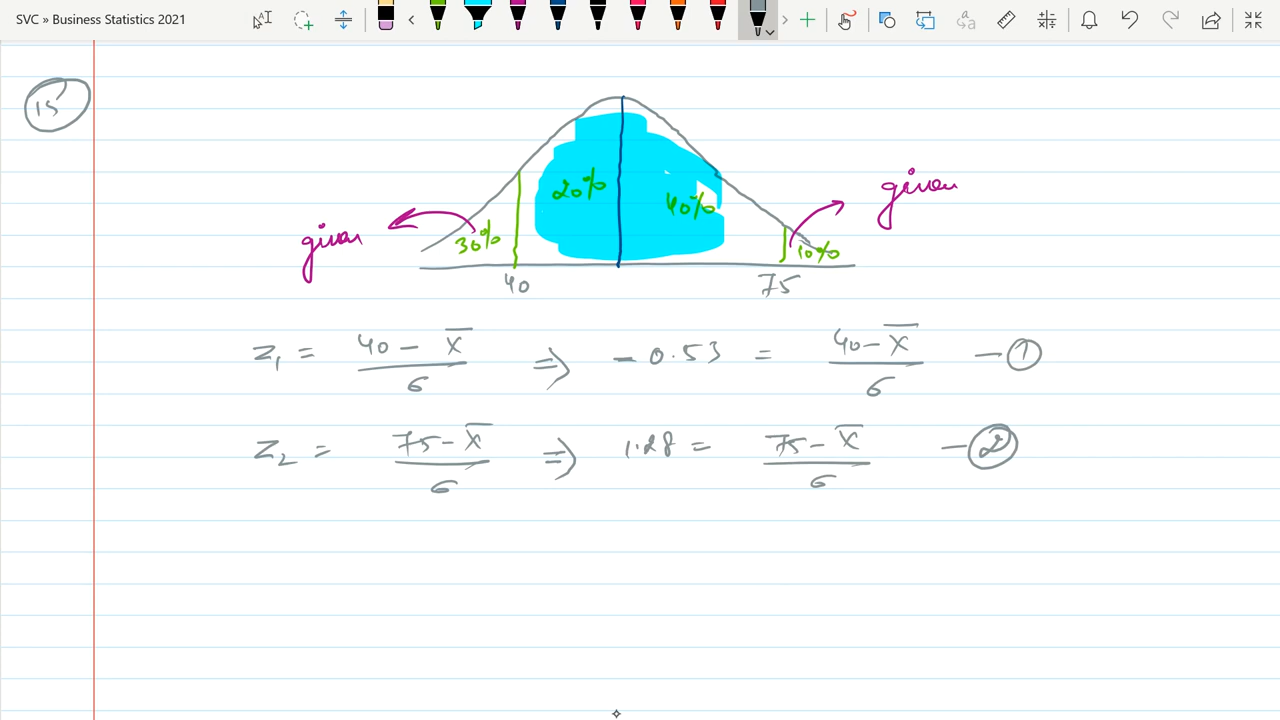 SVC » Business Statistics 2021
15
given
20%
40%
given
30%
10%
40
75
Z₁ = (40 - X̅)/σ ⇒ - 0.53 = (40 - X̅)/σ - ①
Z₂ = (75 - X̅)/σ ⇒ 1.28 = (75 - X̅)/σ - ②